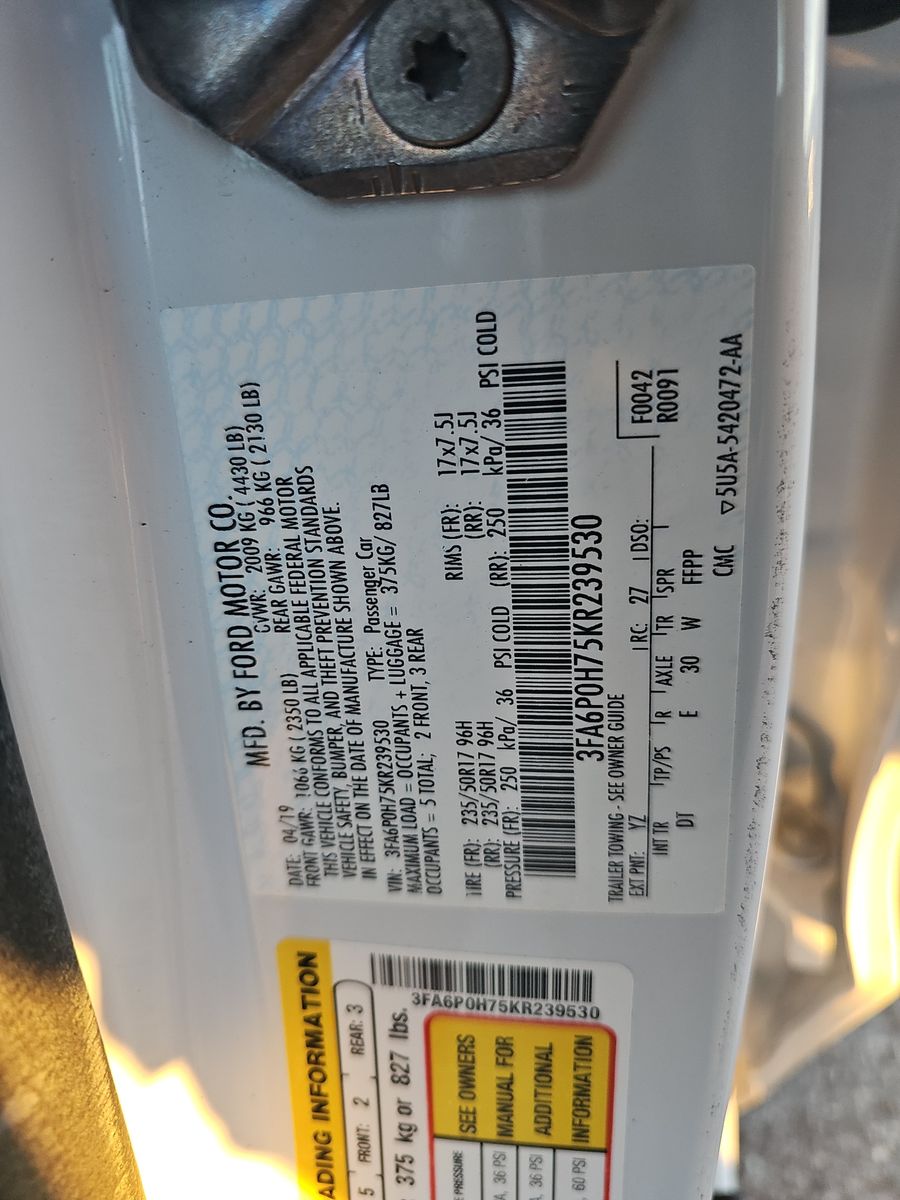 MFD. BY FORD MOTOR CO.
DATE: 04/19 GVWR: 2009 KG ( 4430 LB)
FRONT GAWR: 1066 KG ( 2350 LB) REAR GAWR: 966 KG ( 2130 LB)
THIS VEHICLE CONFORMS TO ALL APPLICABLE FEDERAL MOTOR
VEHICLE SAFETY, BUMPER, AND THEFT PREVENTION STANDARDS
IN EFFECT ON THE DATE OF MANUFACTURE SHOWN ABOVE.
VIN: 3FA6P0H75KR239530 TYPE: Passenger Car
MAXIMUM LOAD = OCCUPANTS + LUGGAGE = 375KG/ 827LB
OCCUPANTS = 5 TOTAL; 2 FRONT, 3 REAR
TIRE (FR): 235/50R17 96H RIMS (FR): 17x7.5J
(RR): 235/50R17 96H (RR): 17x7.5J
PRESSURE (FR): 250 kPa/ 36 PSI COLD (RR): 250 kPa/ 36 PSI COLD
3FA6P0H75KR239530
TRAILER TOWING - SEE OWNER GUIDE
EXT PNT: YZ RC: 27 DSO: F0042
INT TR TP/PS R AXLE TR SPR R0091
DT E 30 W FFPP
CMC ▽5U5A-5420472-AA
ADING INFORMATION
5 FRONT: 2 REAR: 3
375 kg or 827 lbs.
3FA6P0H75KR239530
PRESSURE SEE OWNERS
36 PSI MANUAL FOR
36 PSI ADDITIONAL
60 PSI INFORMATION